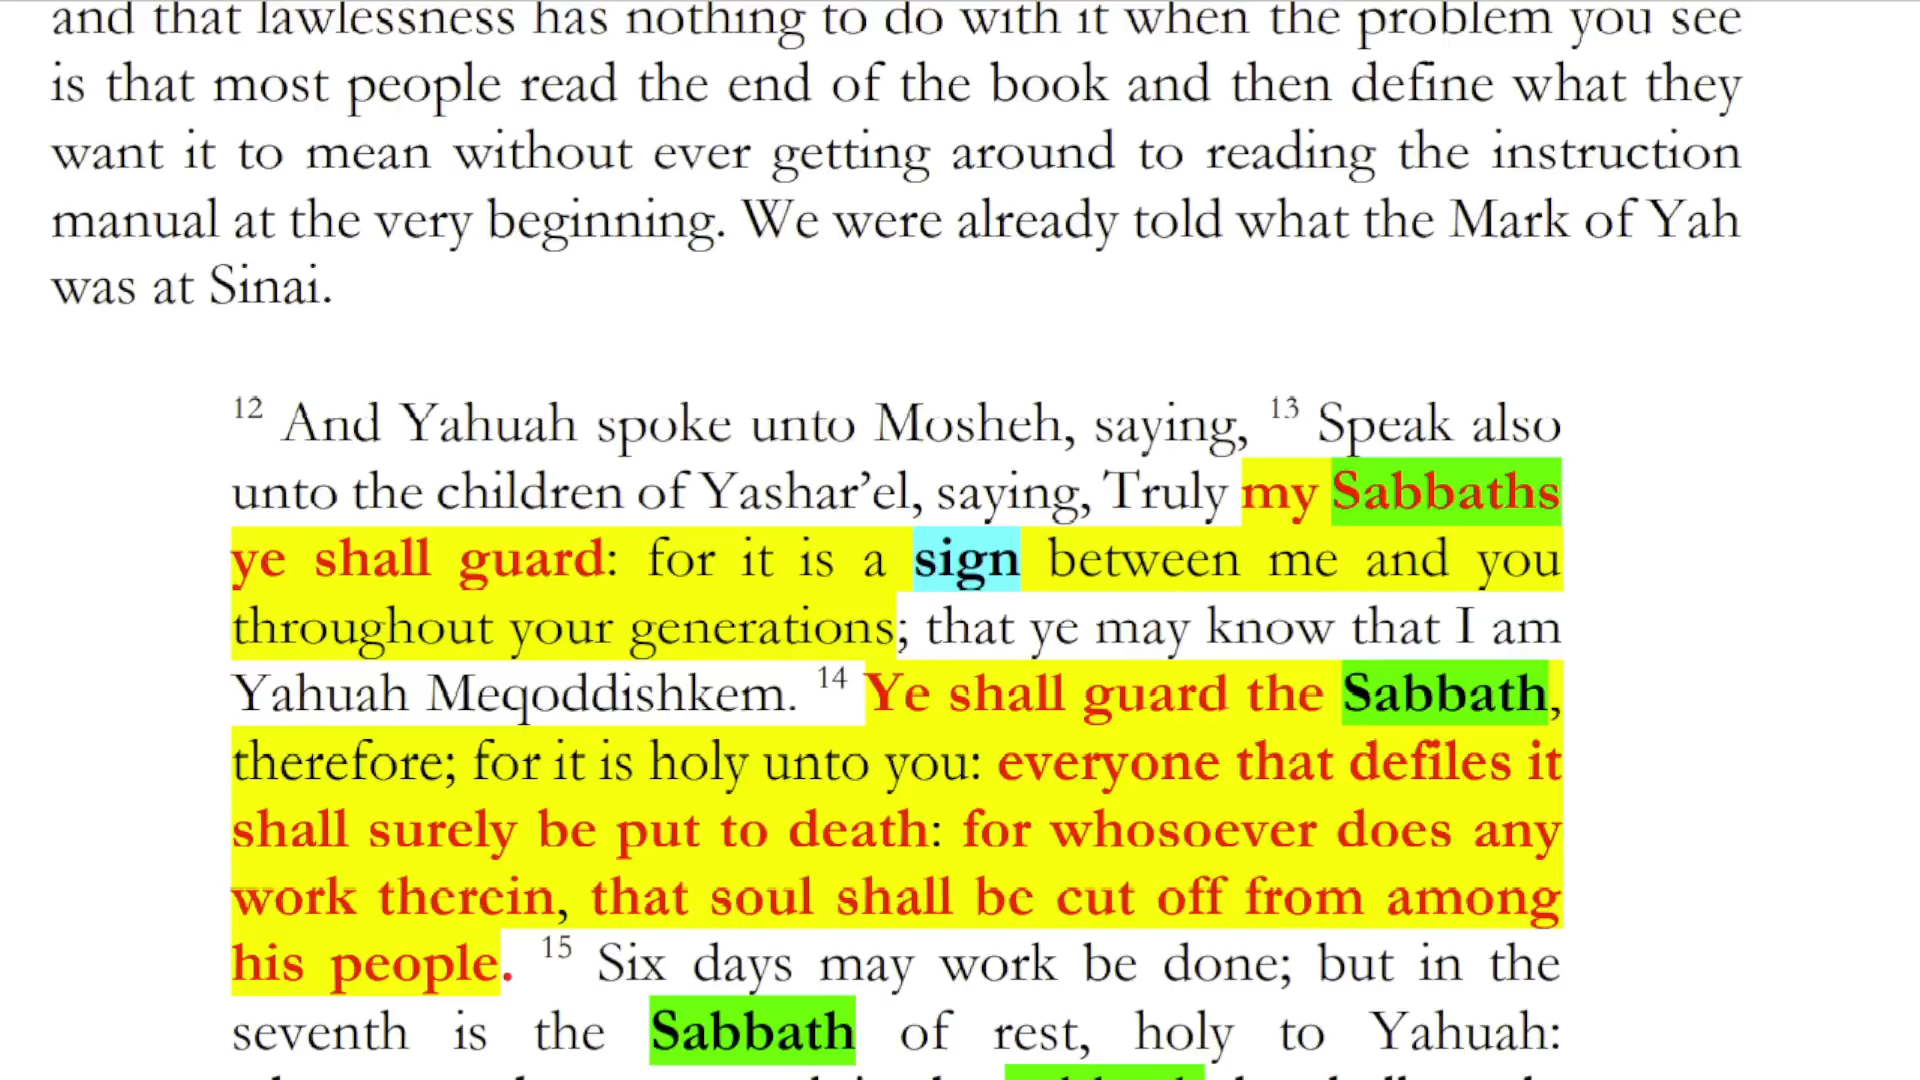 and that lawlessness has nothing to do with it when the problem you see
is that most people read the end of the book and then define what they
want it to mean without ever getting around to reading the instruction
manual at the very beginning. We were already told what the Mark of Yah
was at Sinai.
12 And Yahuah spoke unto Mosheh, saying, 13 Speak also
unto the children of Yashar’el, saying, Truly my Sabbaths
ye shall guard: for it is a sign between me and you
throughout your generations; that ye may know that I am
Yahuah Meqoddishkem. 14 Ye shall guard the Sabbath,
therefore; for it is holy unto you: everyone that defiles it
shall surely be put to death: for whosoever does any
work therein, that soul shall be cut off from among
his people. 15 Six days may work be done; but in the
seventh is the Sabbath of rest, holy to Yahuah: